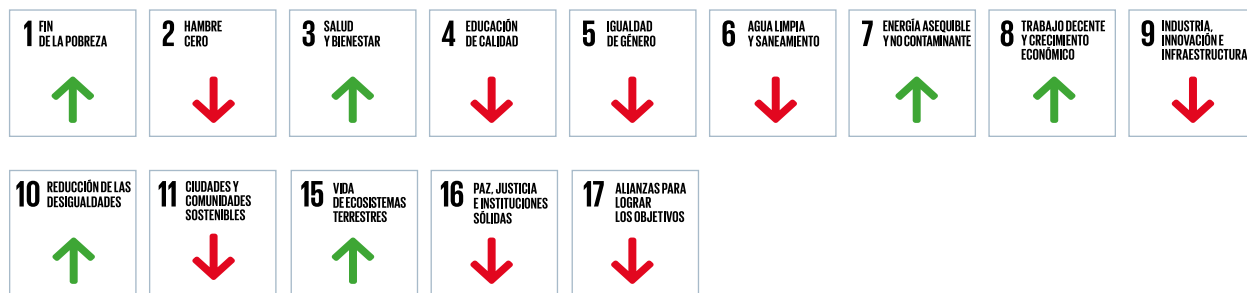 1 FIN
DE LA POBREZA
2 HAMBRE
CERO
3 SALUD
Y BIENESTAR
4 EDUCACIÓN
DE CALIDAD
5 IGUALDAD
DE GÉNERO
6 AGUA LIMPIA
Y SANEAMIENTO
7 ENERGÍA ASEQUIBLE
Y NO CONTAMINANTE
8 TRABAJO DECENTE
Y CRECIMIENTO
ECONÓMICO
9 INDUSTRIA,
INNOVACIÓN E
INFRAESTRUCTURA
10 REDUCCIÓN DE LAS
DESIGUALDADES
11 CIUDADES Y
COMUNIDADES
SOSTENIBLES
15 VIDA
DE ECOSISTEMAS
TERRESTRES
16 PAZ, JUSTICIA
E INSTITUCIONES
SÓLIDAS
17 ALIANZAS PARA
LOGRAR
LOS OBJETIVOS